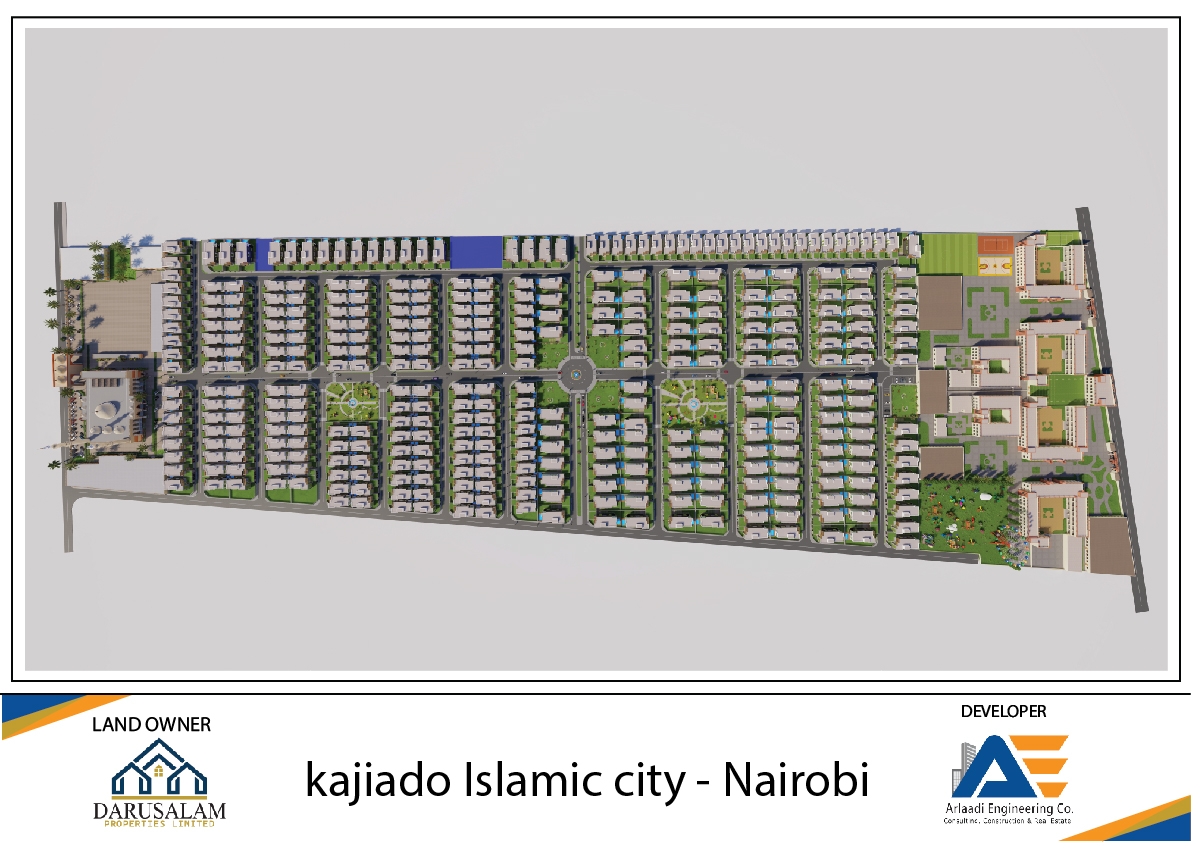 LAND OWNER
DARUSALAM
PROPERTIES LIMITED
kajiado Islamic city - Nairobi
DEVELOPER
Arlaadi Engineering Co.
Consulting, Construction & Real Estate